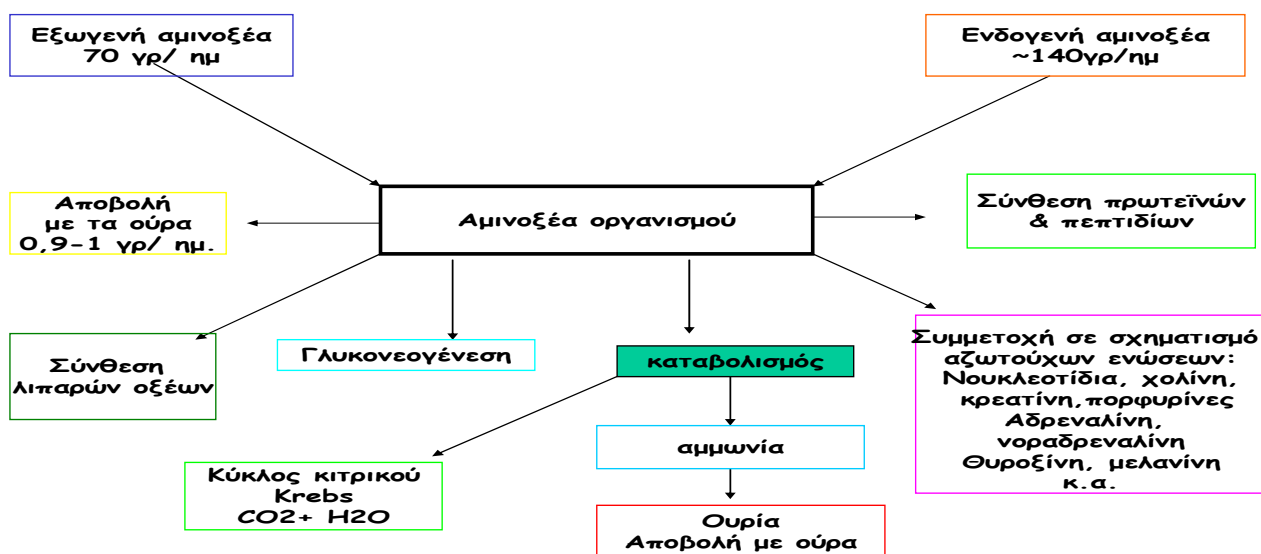 Εξωγενή αμινοξέα
70 γρ/ ημ
Ενδογενή αμινοξέα
~140γρ/ημ
Αποβολή
με τα ούρα
0,9-1 γρ/ ημ.
Αμινοξέα οργανισμού
Σύνθεση πρωτεϊνών
& πεπτιδίων
Σύνθεση
λιπαρών οξέων
Γλυκονεογένεση
καταβολισμός
Συμμετοχή σε σχηματισμό
αζωτούχων ενώσεων:
Νουκλεοτίδια, χολίνη,
κρεατίνη,πορφυρίνες
Αδρεναλίνη,
νοραδρεναλίνη
Θυροξίνη, μελανίνη
κ.α.
αμμωνία
Κύκλος κιτρικού
Krebs
CO2+ H2O
Ουρία
Αποβολή με ούρα